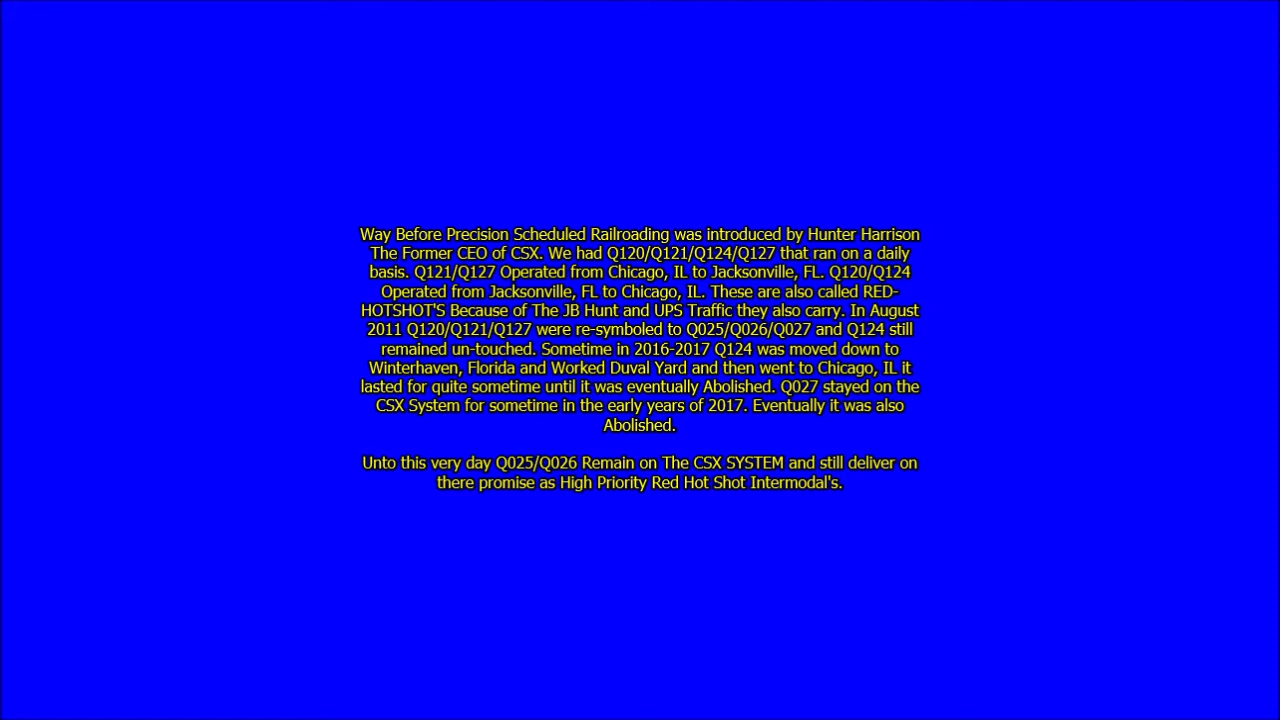 Way Before Precision Scheduled Railroading was introduced by Hunter Harrison
The Former CEO of CSX. We had Q120/Q121/Q124/Q127 that ran on a daily
basis. Q121/Q127 Operated from Chicago, IL to Jacksonville, FL. Q120/Q124
Operated from Jacksonville, FL to Chicago, IL. These are also called RED-
HOTSHOT'S Because of The JB Hunt and UPS Traffic they also carry. In August
2011 Q120/Q121/Q127 were re-symboled to Q025/Q026/Q027 and Q124 still
remained un-touched. Sometime in 2016-2017 Q124 was moved down to
Winterhaven, Florida and Worked Duval Yard and then went to Chicago, IL it
lasted for quite sometime until it was eventually Abolished. Q027 stayed on the
CSX System for sometime in the early years of 2017. Eventually it was also
Abolished.

Unto this very day Q025/Q026 Remain on The CSX SYSTEM and still deliver on
there promise as High Priority Red Hot Shot Intermodal's.